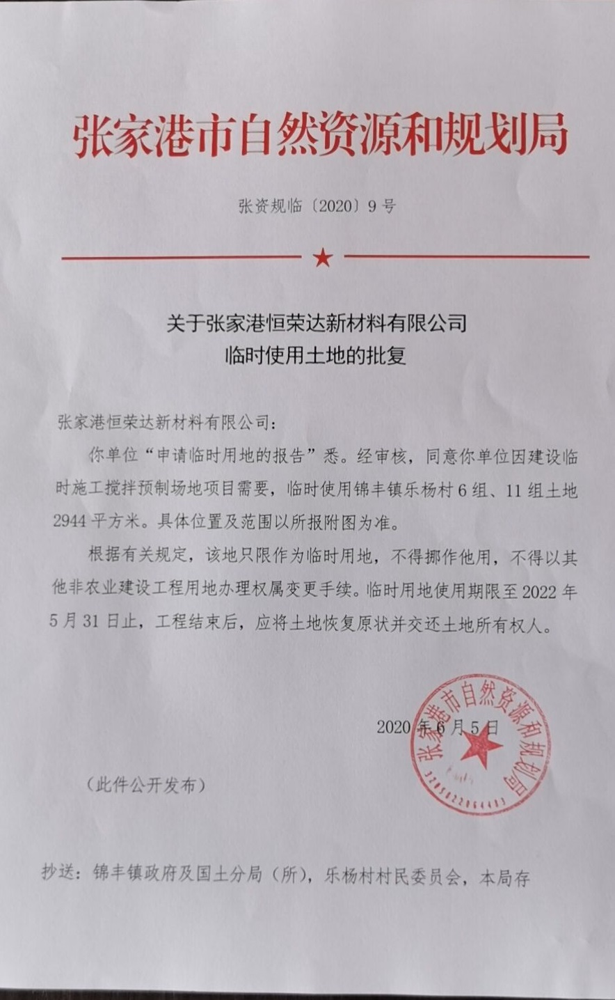 张家港市自然资源和规划局
张资规临〔2020〕9号
关于张家港恒荣达新材料有限公司
临时使用土地的批复
张家港恒荣达新材料有限公司：
你单位“申请临时用地的报告”悉。经审核，同意你单位因建设临
时施工搅拌预制场地项目需要，临时使用锦丰镇乐杨村6组、11组土地
2944平方米。具体位置及范围以所报附图为准。
根据有关规定，该地只限作为临时用地，不得挪作他用，不得以其
他非农业建设工程用地办理权属变更手续。临时用地使用期限至2022年
5月31日止，工程结束后，应将土地恢复原状并交还土地所有权人。
2020年6月5日
张家港市自然资源和规划局
（此件公开发布）
抄送：锦丰镇政府及国土分局（所），乐杨村村民委员会，本局存